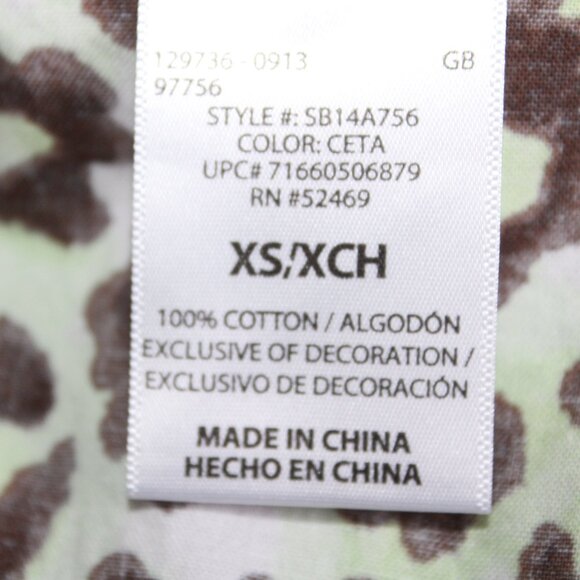 129736 - 0913 GB
97756
STYLE #: SB14A756
COLOR: CETA
UPC# 71660506879
RN #52469
XS/XCH
100% COTTON / ALGODÓN
EXCLUSIVE OF DECORATION /
EXCLUSIVO DE DECORACIÓN
MADE IN CHINA
HECHO EN CHINA